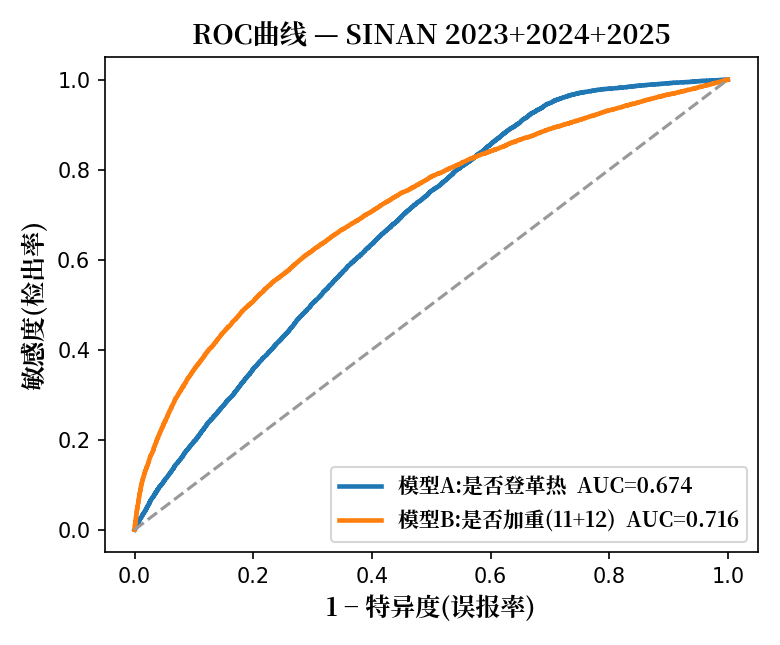 ROC曲线 — SINAN 2023+2024+2025
敏感度(检出率)
1.0
0.8
0.6
0.4
0.2
0.0
模型A:是否登革热 AUC=0.674
模型B:是否加重(11+12) AUC=0.716
0.0 0.2 0.4 0.6 0.8 1.0
1 − 特异度(误报率)